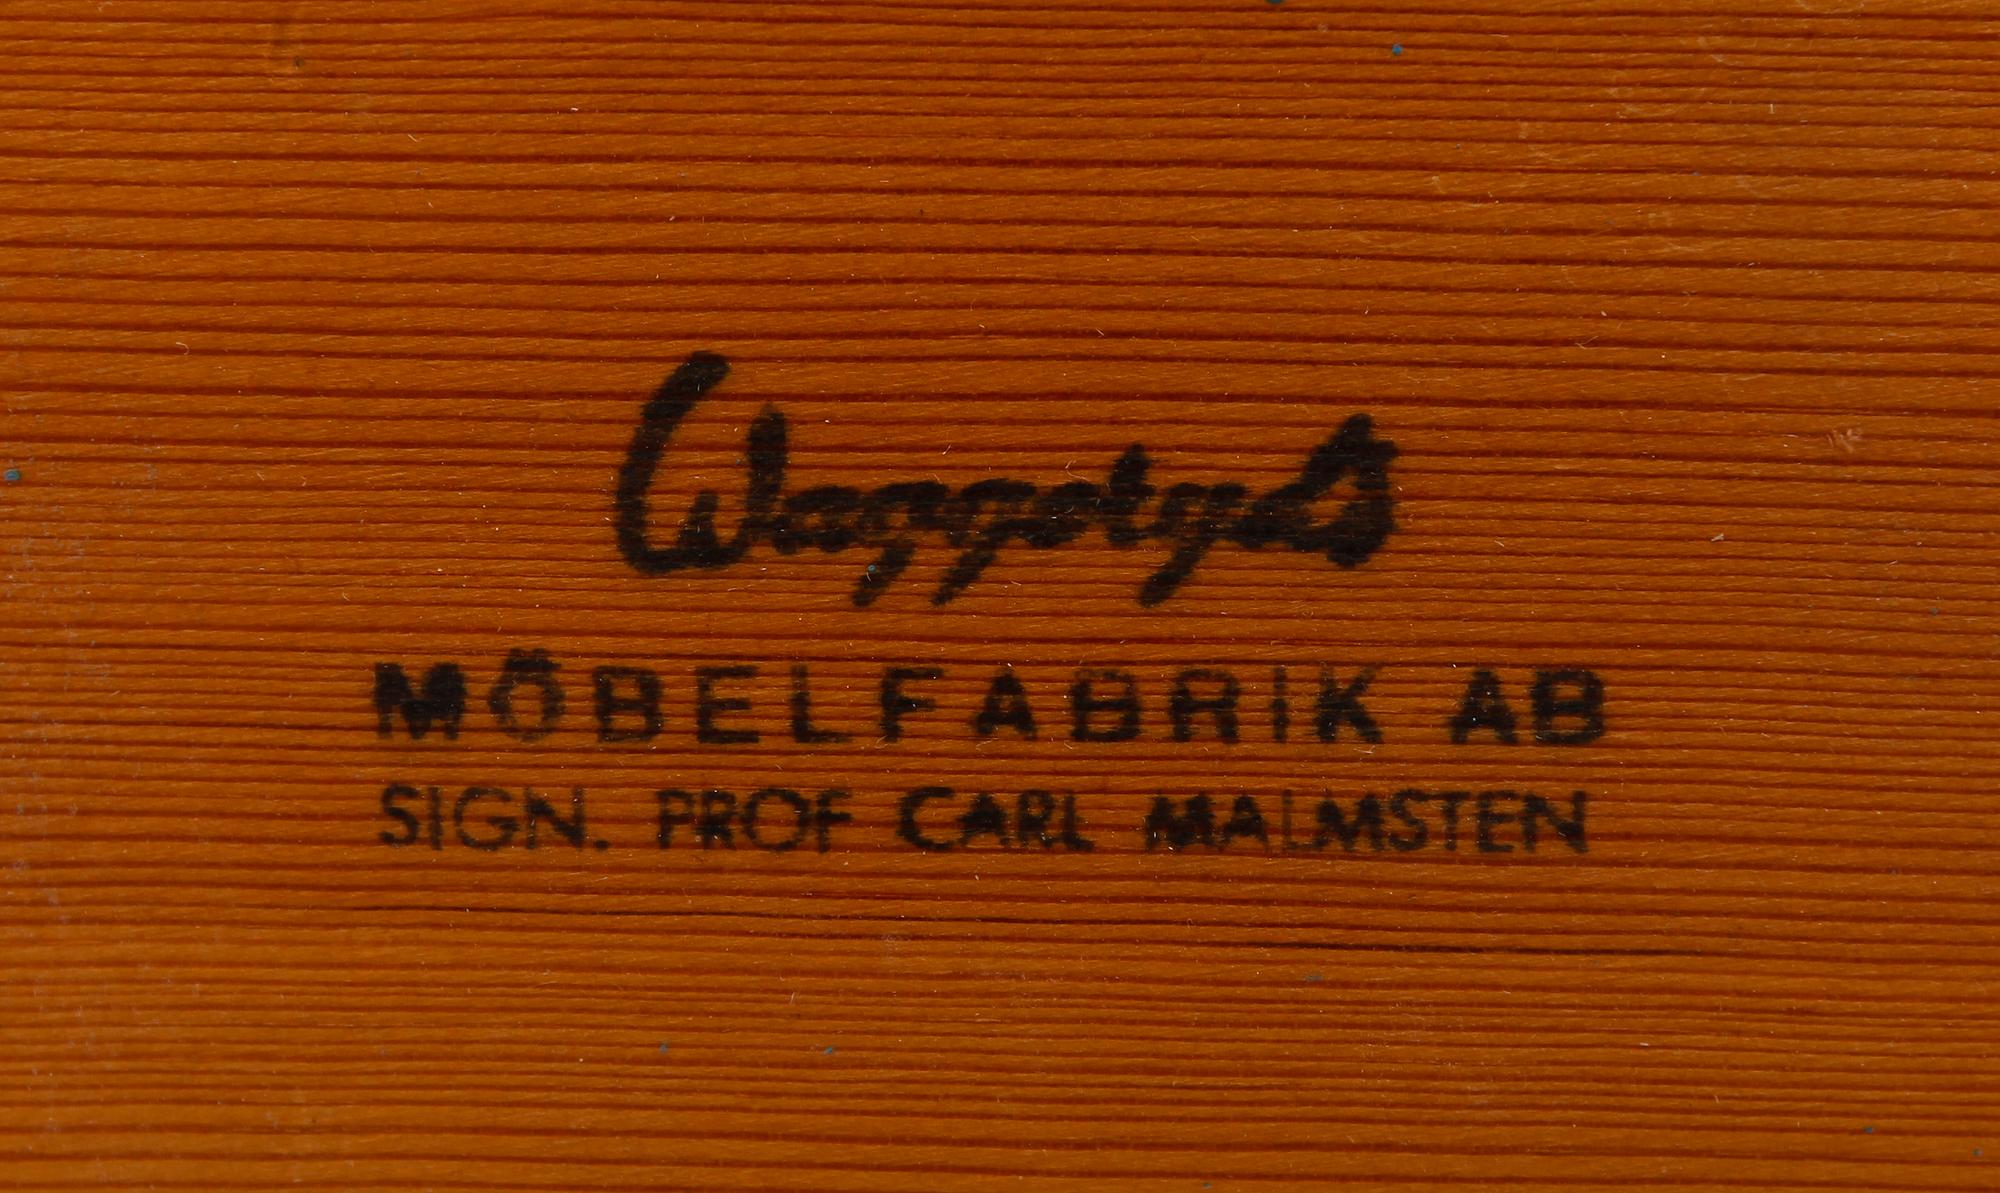 Waggeryds
MÖBELFABRIK AB
SIGN. PROF CARL MALMSTEN